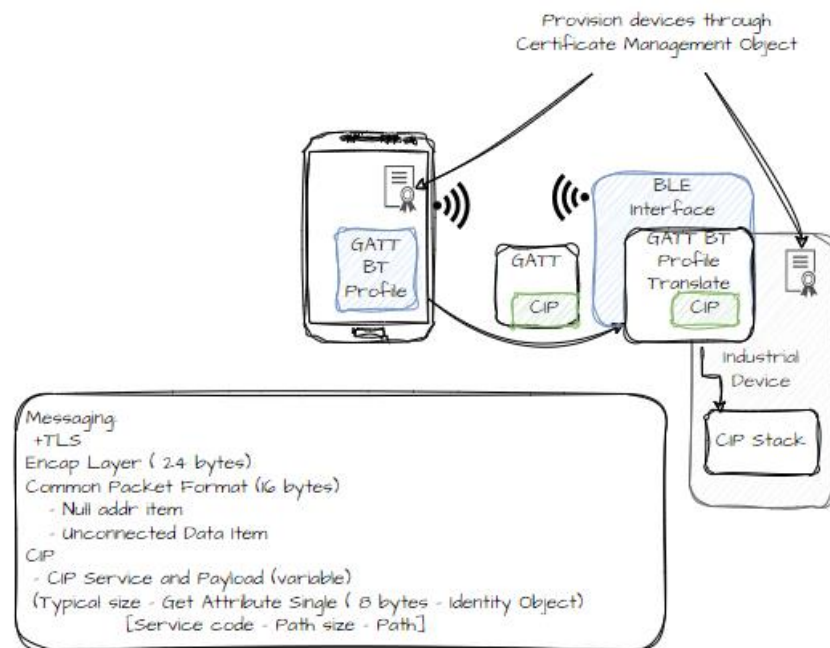 Provision devices through
Certificate Management Object
GATT
BT
Profile
GATT
CIP
BLE
Interface
GATT BT
Profile
Translate
CIP
Industrial
Device
CIP Stack
Messaging:
+TLS
Encap Layer ( 24 bytes)
Common Packet Format (16 bytes)
- Null addr item
- Unconnected Data Item
CIP
- CIP Service and Payload (variable)
(Typical size - Get Attribute Single ( 8 bytes - Identity Object)
[Service code - Path size - Path]